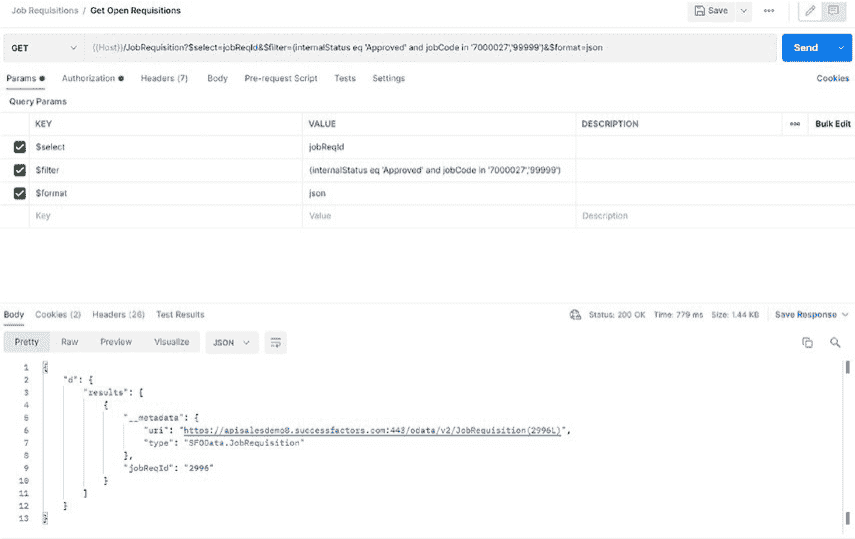 Job Requisitions / Get Open Requisitions
Save
GET {{Host}}/JobRequisition?$select=jobReqId&$filter=(internalStatus eq 'Approved' and jobCode in '7000027','99999')&$format=json Send
Params Authorization Headers (7) Body Pre-request Script Tests Settings Cookies
Query Params
KEY VALUE DESCRIPTION Bulk Edit
$select jobReqId
$filter (internalStatus eq 'Approved' and jobCode in '7000027','99999')
$format json
Key Value Description
Body Cookies (2) Headers (26) Test Results Status: 200 OK Time: 779 ms Size: 1.44 KB Save Response
Pretty Raw Preview Visualize JSON
1 {
2 "d": {
3 "results": [
4 {
5 "__metadata": {
6 "uri": "https://apisalesdemo8.successfactors.com:443/odata/v2/JobRequisition(2996L)",
7 "type": "SFOData.JobRequisition"
8 },
9 "jobReqId": "2996"
10 }
11 ]
12 }
13 }